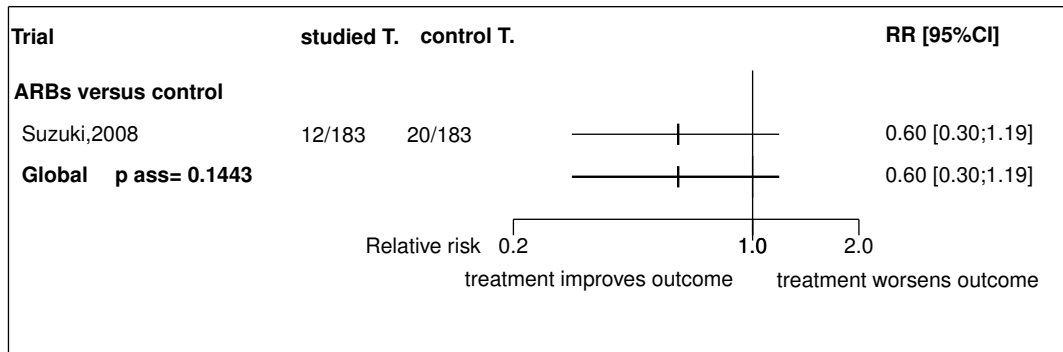 Trial studied T. control T. RR [95%CI]
ARBs versus control
Suzuki,2008 12/183 20/183 0.60 [0.30;1.19]
Global p ass= 0.1443 0.60 [0.30;1.19]
Relative risk 0.2 1.0 2.0
treatment improves outcome treatment worsens outcome